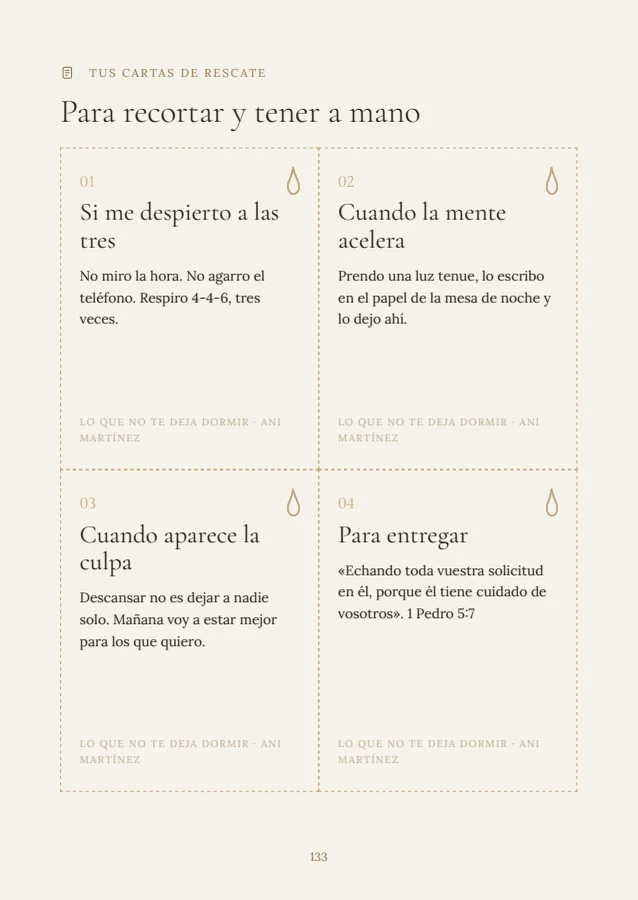 TUS CARTAS DE RESCATE
Para recortar y tener a mano
01
Si me despierto a las
tres
No miro la hora. No agarro el
teléfono. Respiro 4-4-6, tres
veces.
LO QUE NO TE DEJA DORMIR · ANI
MARTÍNEZ
02
Cuando la mente
acelera
Prendo una luz tenue, lo escribo
en el papel de la mesa de noche y
lo dejo ahí.
LO QUE NO TE DEJA DORMIR · ANI
MARTÍNEZ
03
Cuando aparece la
culpa
Descansar no es dejar a nadie
solo. Mañana voy a estar mejor
para los que quiero.
LO QUE NO TE DEJA DORMIR · ANI
MARTÍNEZ
04
Para entregar
«Echando toda vuestra solicitud
en él, porque él tiene cuidado de
vosotros». 1 Pedro 5:7
LO QUE NO TE DEJA DORMIR · ANI
MARTÍNEZ
133